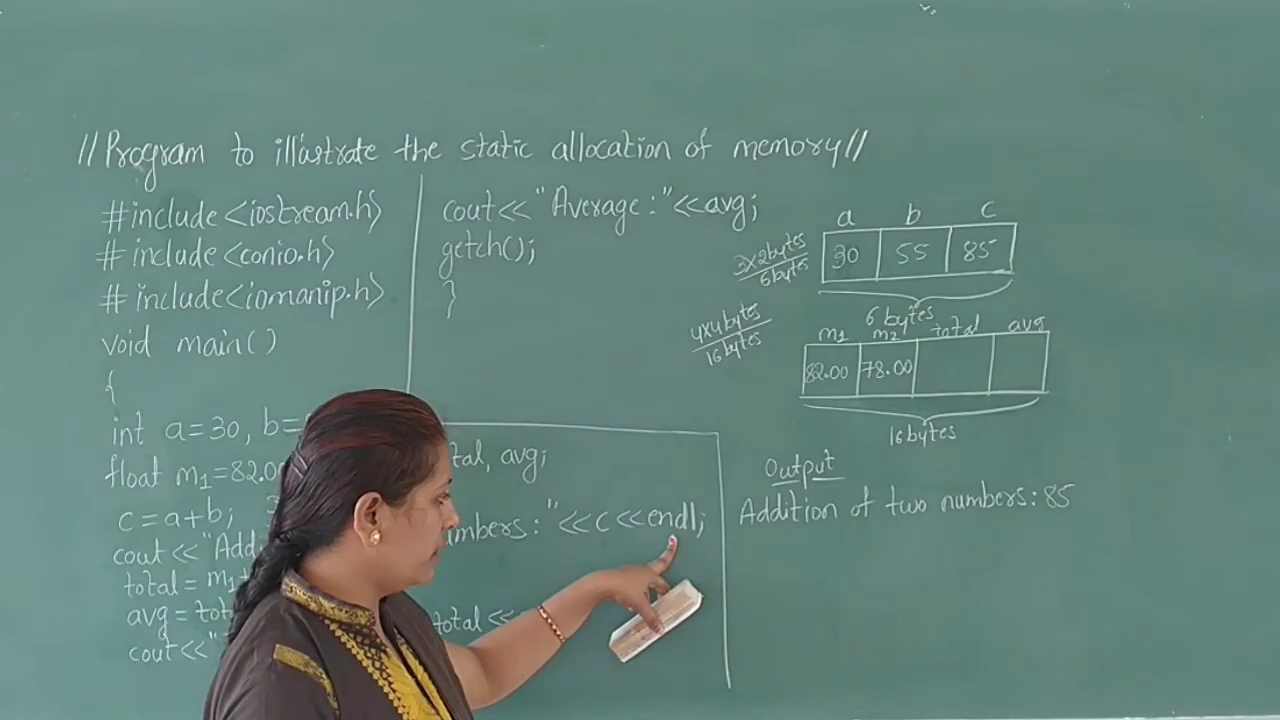 //Program to illustrate the static allocation of memory//
#include<iostream.h>
#include<conio.h>
#include<iomanip.h>
void main()
{
int a=30, b=
float m1=82.00 tal, avg;
c=a+b;
cout<<"Add umbers:"<<c<<endl;
total= m1
avg = tot
cout<<" total <<
cout<<"Average:"<<avg;
getch();
}
a b c
3x2bytes
6bytes
30 55 85
6 bytes
m1 m2 total avg
4x4bytes
16bytes
82.00 78.00
16bytes
Output
Addition of two numbers: 85